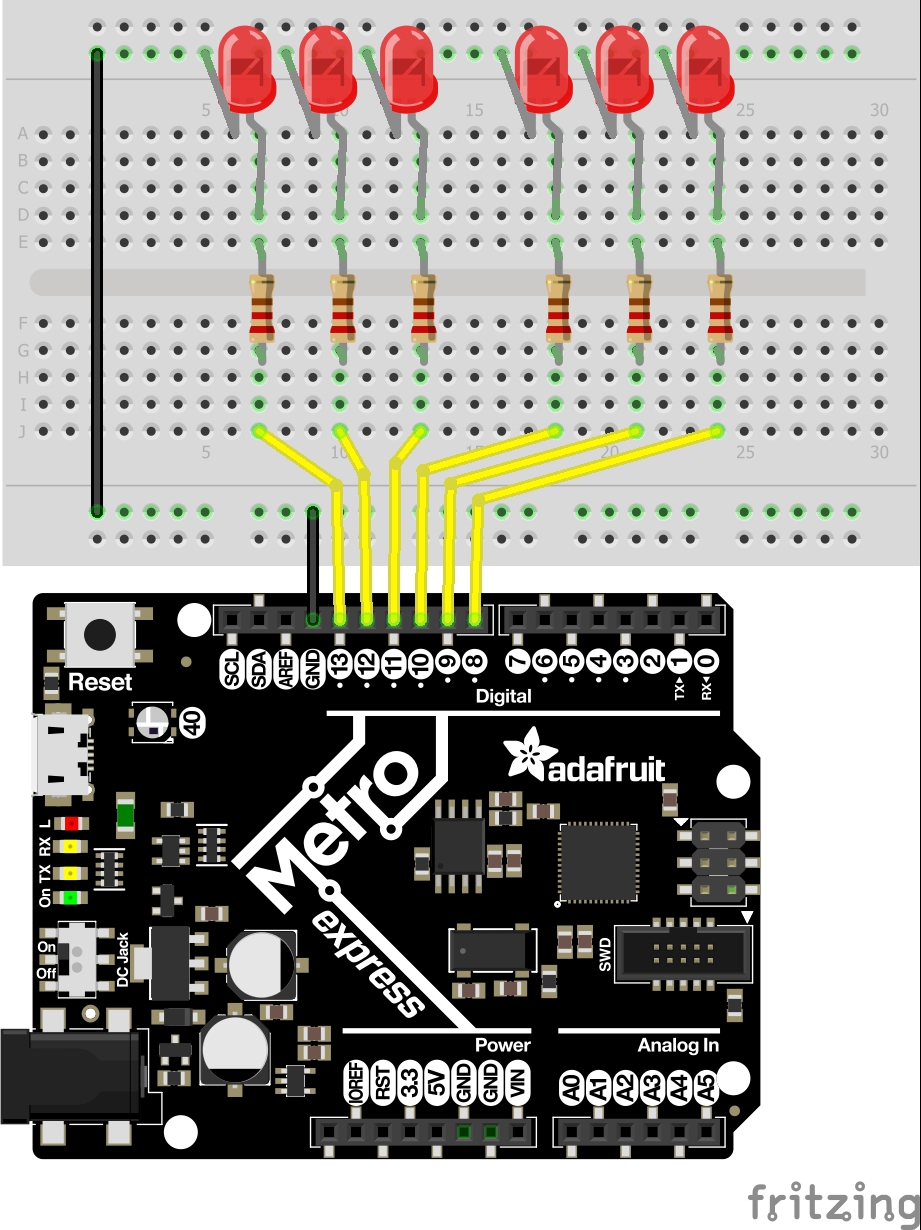 5 10 15 20 25 30
A
B
C
D
E
F
G
H
I
J
5 10 15 20 25 30
SCL SDA AREF GND 13 12 11 10 9 8 7 6 5 4 3 2 1 0
TX RX
Digital
Reset
40
adafruit
Metro
express
L
RX
TX
On
On
Off
DC Jack
SWD
Power
Analog In
IOREF RST 3.3 5V GND GND VIN A0 A1 A2 A3 A4 A5
fritzing